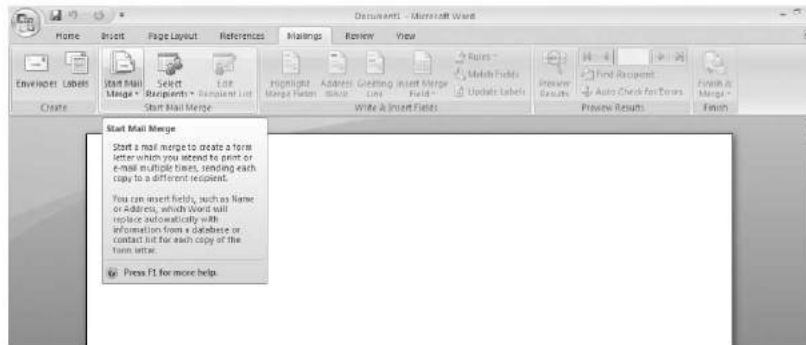 Document1 - Microsoft Word
Home Insert Page Layout References Mailings Review View
Envelopes Labels
Start Mail Merge Select Recipients Edit Recipient List
Highlight Merge Fields Address Block Greeting Line Insert Merge Field
Rules
Match Fields
Update Labels
Preview Results
Find Recipient
Auto Check for Errors
Finish & Merge
Create Start Mail Merge Write & Insert Fields Preview Results Finish
Start Mail Merge
Start a mail merge to create a form
letter which you intend to print or
e-mail multiple times, sending each
copy to a different recipient.
You can insert fields, such as Name
or Address, which Word will
replace automatically with
information from a database or
contact list for each copy of the
form letter.
Press F1 for more help.